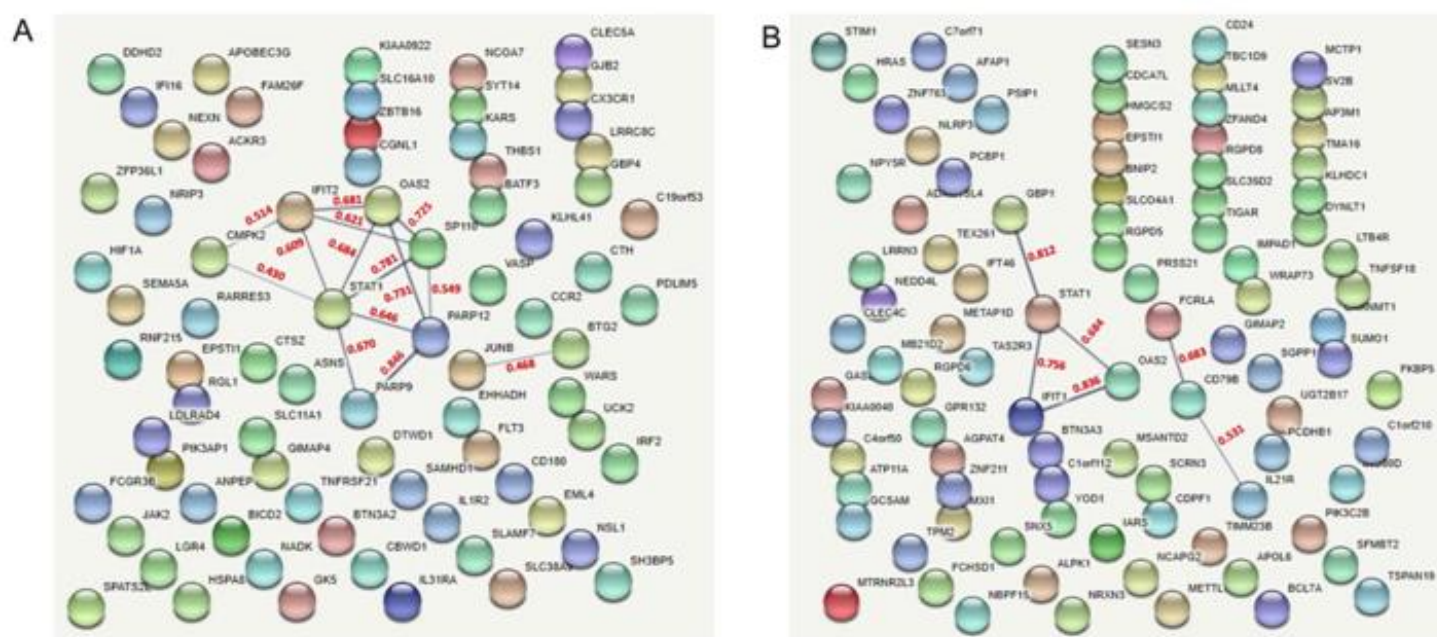 A
DDHD2
APOBEC3G
IFI16
FAM26F
NEXN
ACKR3
ZFP36L1
NRIP3
KIAA0922
SLC16A10
ZBTB16
CGNL1
NCOA7
SYT14
KARS
THBS1
BATF3
CLEC5A
GJB2
CX3CR1
LRRC8C
GBP4
C19orf53
IFIT2
OAS2
SP110
KLHL41
CMPK2
HIF1A
SEMA5A
STAT1
VASP
CTH
PDLIM5
CCR2
RARRES3
PARP12
BTG2
RNF215
EPSTI1
CTSZ
ASNS
JUNB
RGL1
PARP9
WARS
LDLRAD4
SLC11A1
EHHADH
UCK2
PIK3AP1
GIMAP4
DTWD1
FLT3
IRF2
FCGR3B
ANPEP
TNFRSF21
SAMHD1
CD180
IL1R2
EML4
JAK2
BICD2
BTN3A2
NSL1
LGR4
NADK
CBWD1
SLAMF7
SH3BP5
SPATS2L
HSPA8
GK5
IL31RA
0.514
0.681
0.621
0.725
0.609
0.684
0.781
0.430
0.731
0.549
0.646
0.670
0.846
0.468
B
STIM1
C7orf71
HRAS
AFAP1
PSIP1
NLRP3
NPY5R
PCBP1
SESN3
CDCA7L
HMGCS2
EPSTI1
BNIP2
SLCO4A1
RGPD5
CD24
TBC1D9
MLLT4
ZFAND4
RGPD8
SLC35D2
TIGAR
MCTP1
SV2B
AP3M1
TMA16
KLHDC1
DYNLT1
GBP1
TEX261
LRRN3
IFT46
NEDD4L
PRSS21
IMPAD1
WRAP73
LTB4R
TNFSF18
STAT1
FCRLA
CLEC4C
METAP1D
GIMAP2
SUMO1
MB21D2
TAS2R3
OAS2
SGPP1
RGPD6
CD79B
FKBP5
KIAA0040
IFIT1
UGT2B17
GPR132
PCDHB1
C1orf210
C4orf50
AGPAT4
BTN3A3
MSANTD2
ATP11A
ZNF211
C1orf112
SCRN3
IL21R
GCSAM
MXI1
YOD1
CDPF1
TPM2
SNX5
IARS
TIMM23B
PIK3C2B
FCHSD1
ALPK1
NCAPG2
APOL6
SFMBT2
MTRNR2L3
NBPF15
NRXN3
BCL7A
TSPAN19
0.812
0.684
0.756
0.836
0.683
0.531